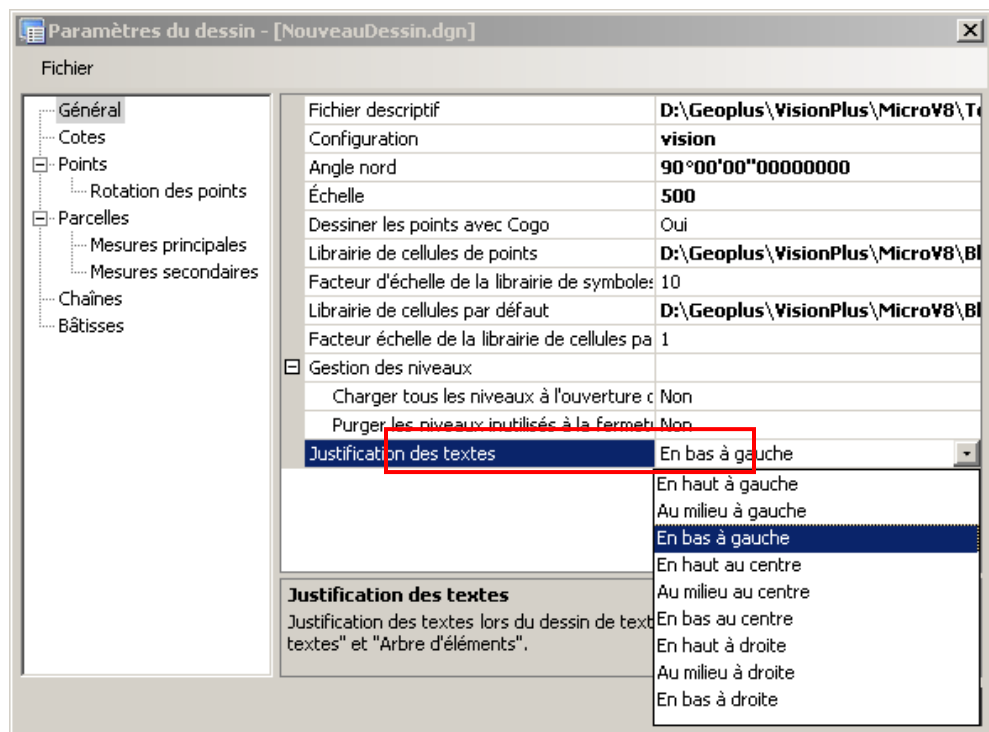 Paramètres du dessin - [NouveauDessin.dgn]
Fichier
Général
Cotes
Points
Rotation des points
Parcelles
Mesures principales
Mesures secondaires
Chaînes
Bâtisses
Fichier descriptif D:\Geoplus\VisionPlus\MicroV8\T
Configuration vision
Angle nord 90°00'00"00000000
Échelle 500
Dessiner les points avec Cogo Oui
Librairie de cellules de points D:\Geoplus\VisionPlus\MicroV8\Bl
Facteur d'échelle de la librairie de symboles 10
Librairie de cellules par défaut D:\Geoplus\VisionPlus\MicroV8\Bl
Facteur échelle de la librairie de cellules pa 1
Gestion des niveaux
Charger tous les niveaux à l'ouverture Non
Purger les niveaux inutilisés à la fermet Non
Justification des textes En bas à gauche
En haut à gauche
Au milieu à gauche
En bas à gauche
En haut au centre
Au milieu au centre
En bas au centre
En haut à droite
Au milieu à droite
En bas à droite
Justification des textes
Justification des textes lors du dessin de text
textes" et "Arbre d'éléments".